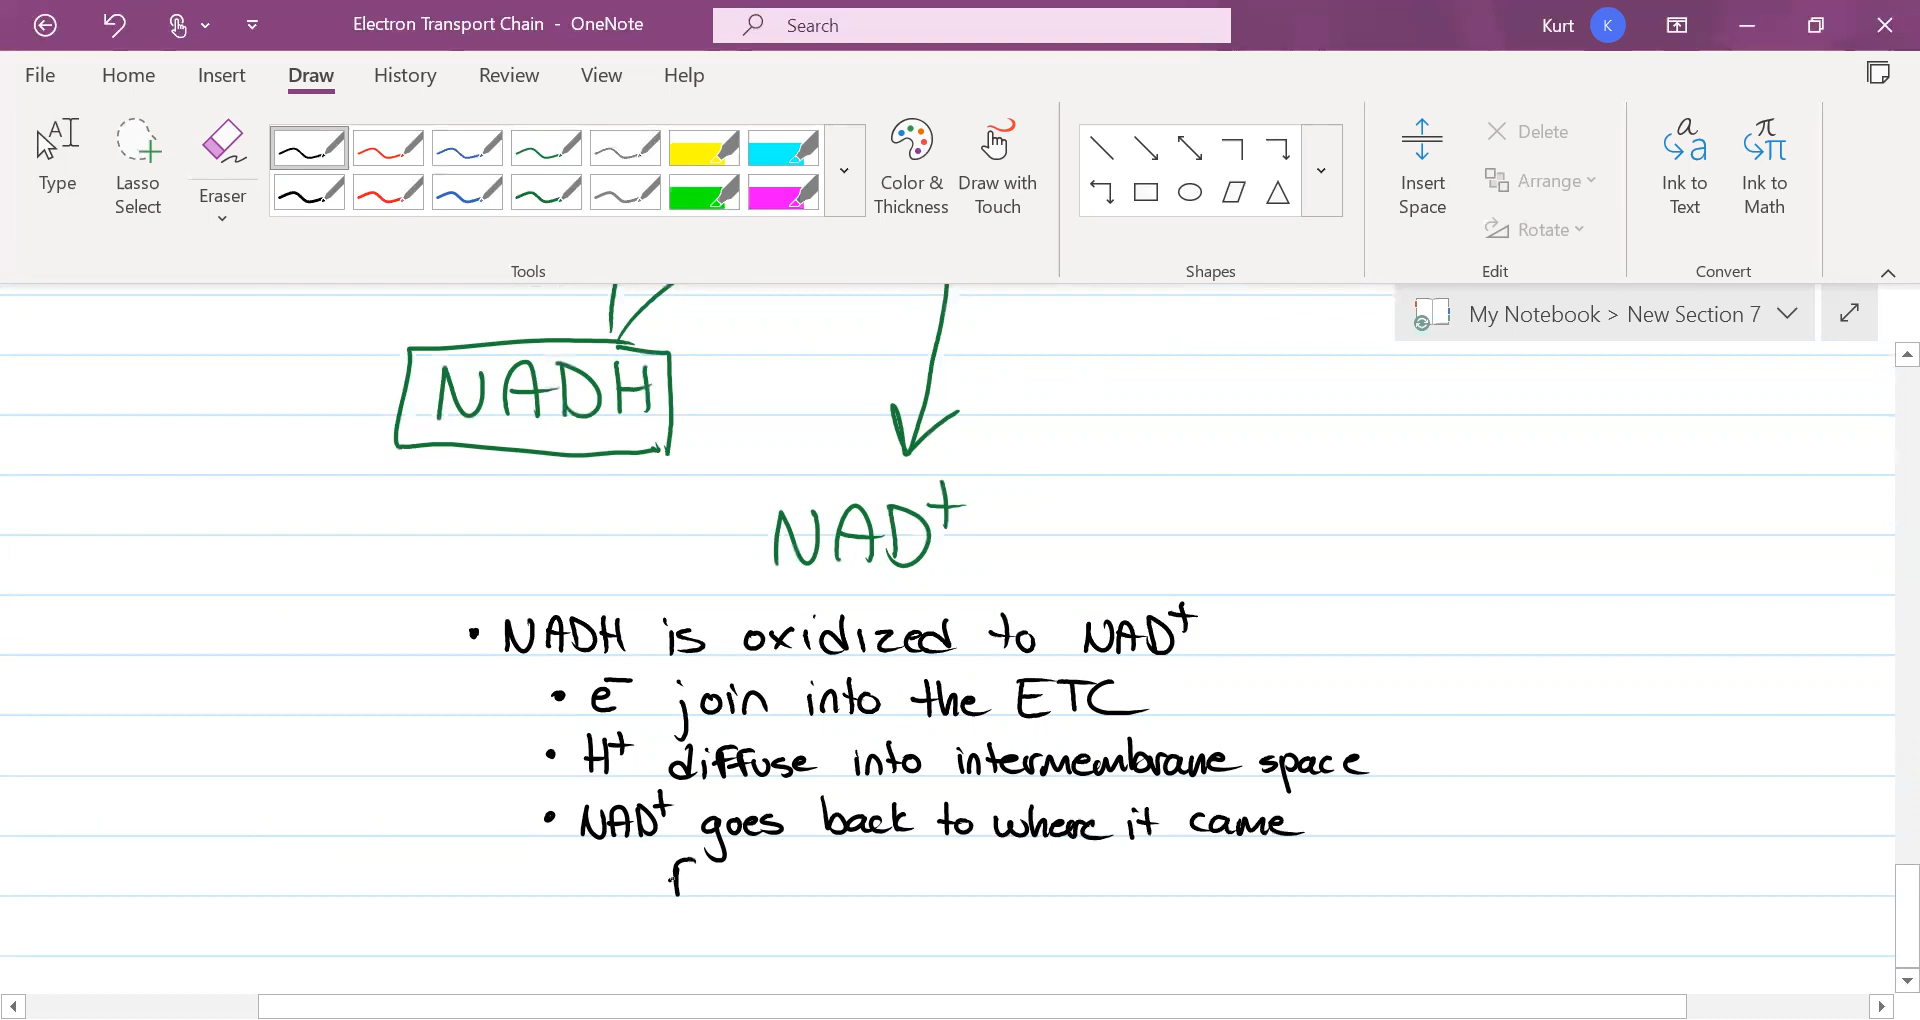 Electron Transport Chain - OneNote
Search
Kurt
K
File
Home
Insert
Draw
History
Review
View
Help
Type
Lasso Select
Eraser
Color & Thickness
Draw with Touch
Insert Space
Delete
Arrange
Rotate
Ink to Text
Ink to Math
Tools
Shapes
Edit
Convert
My Notebook > New Section 7
NADH
NAD⁺
• NADH is oxidized to NAD⁺
• e⁻ join into the ETC
• H⁺ diffuse into intermembrane space
• NAD⁺ goes back to where it came